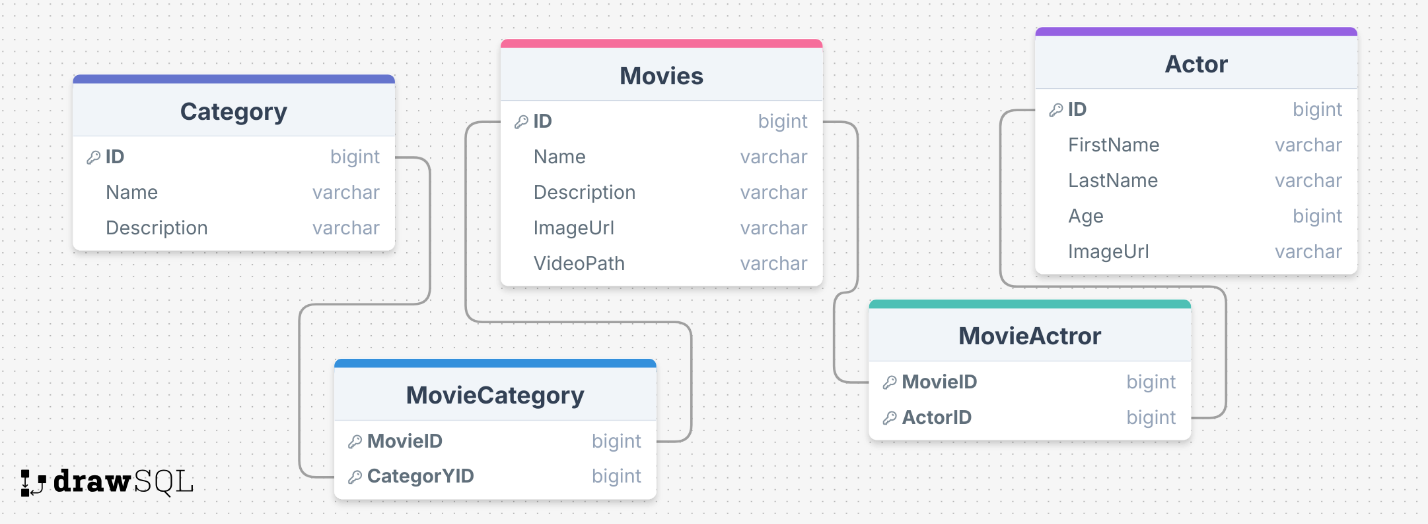 Category
ID bigint
Name varchar
Description varchar
Movies
ID bigint
Name varchar
Description varchar
ImageUrl varchar
VideoPath varchar
Actor
ID bigint
FirstName varchar
LastName varchar
Age bigint
ImageUrl varchar
MovieCategory
MovieID bigint
CategorYID bigint
MovieActror
MovieID bigint
ActorID bigint
drawSQL